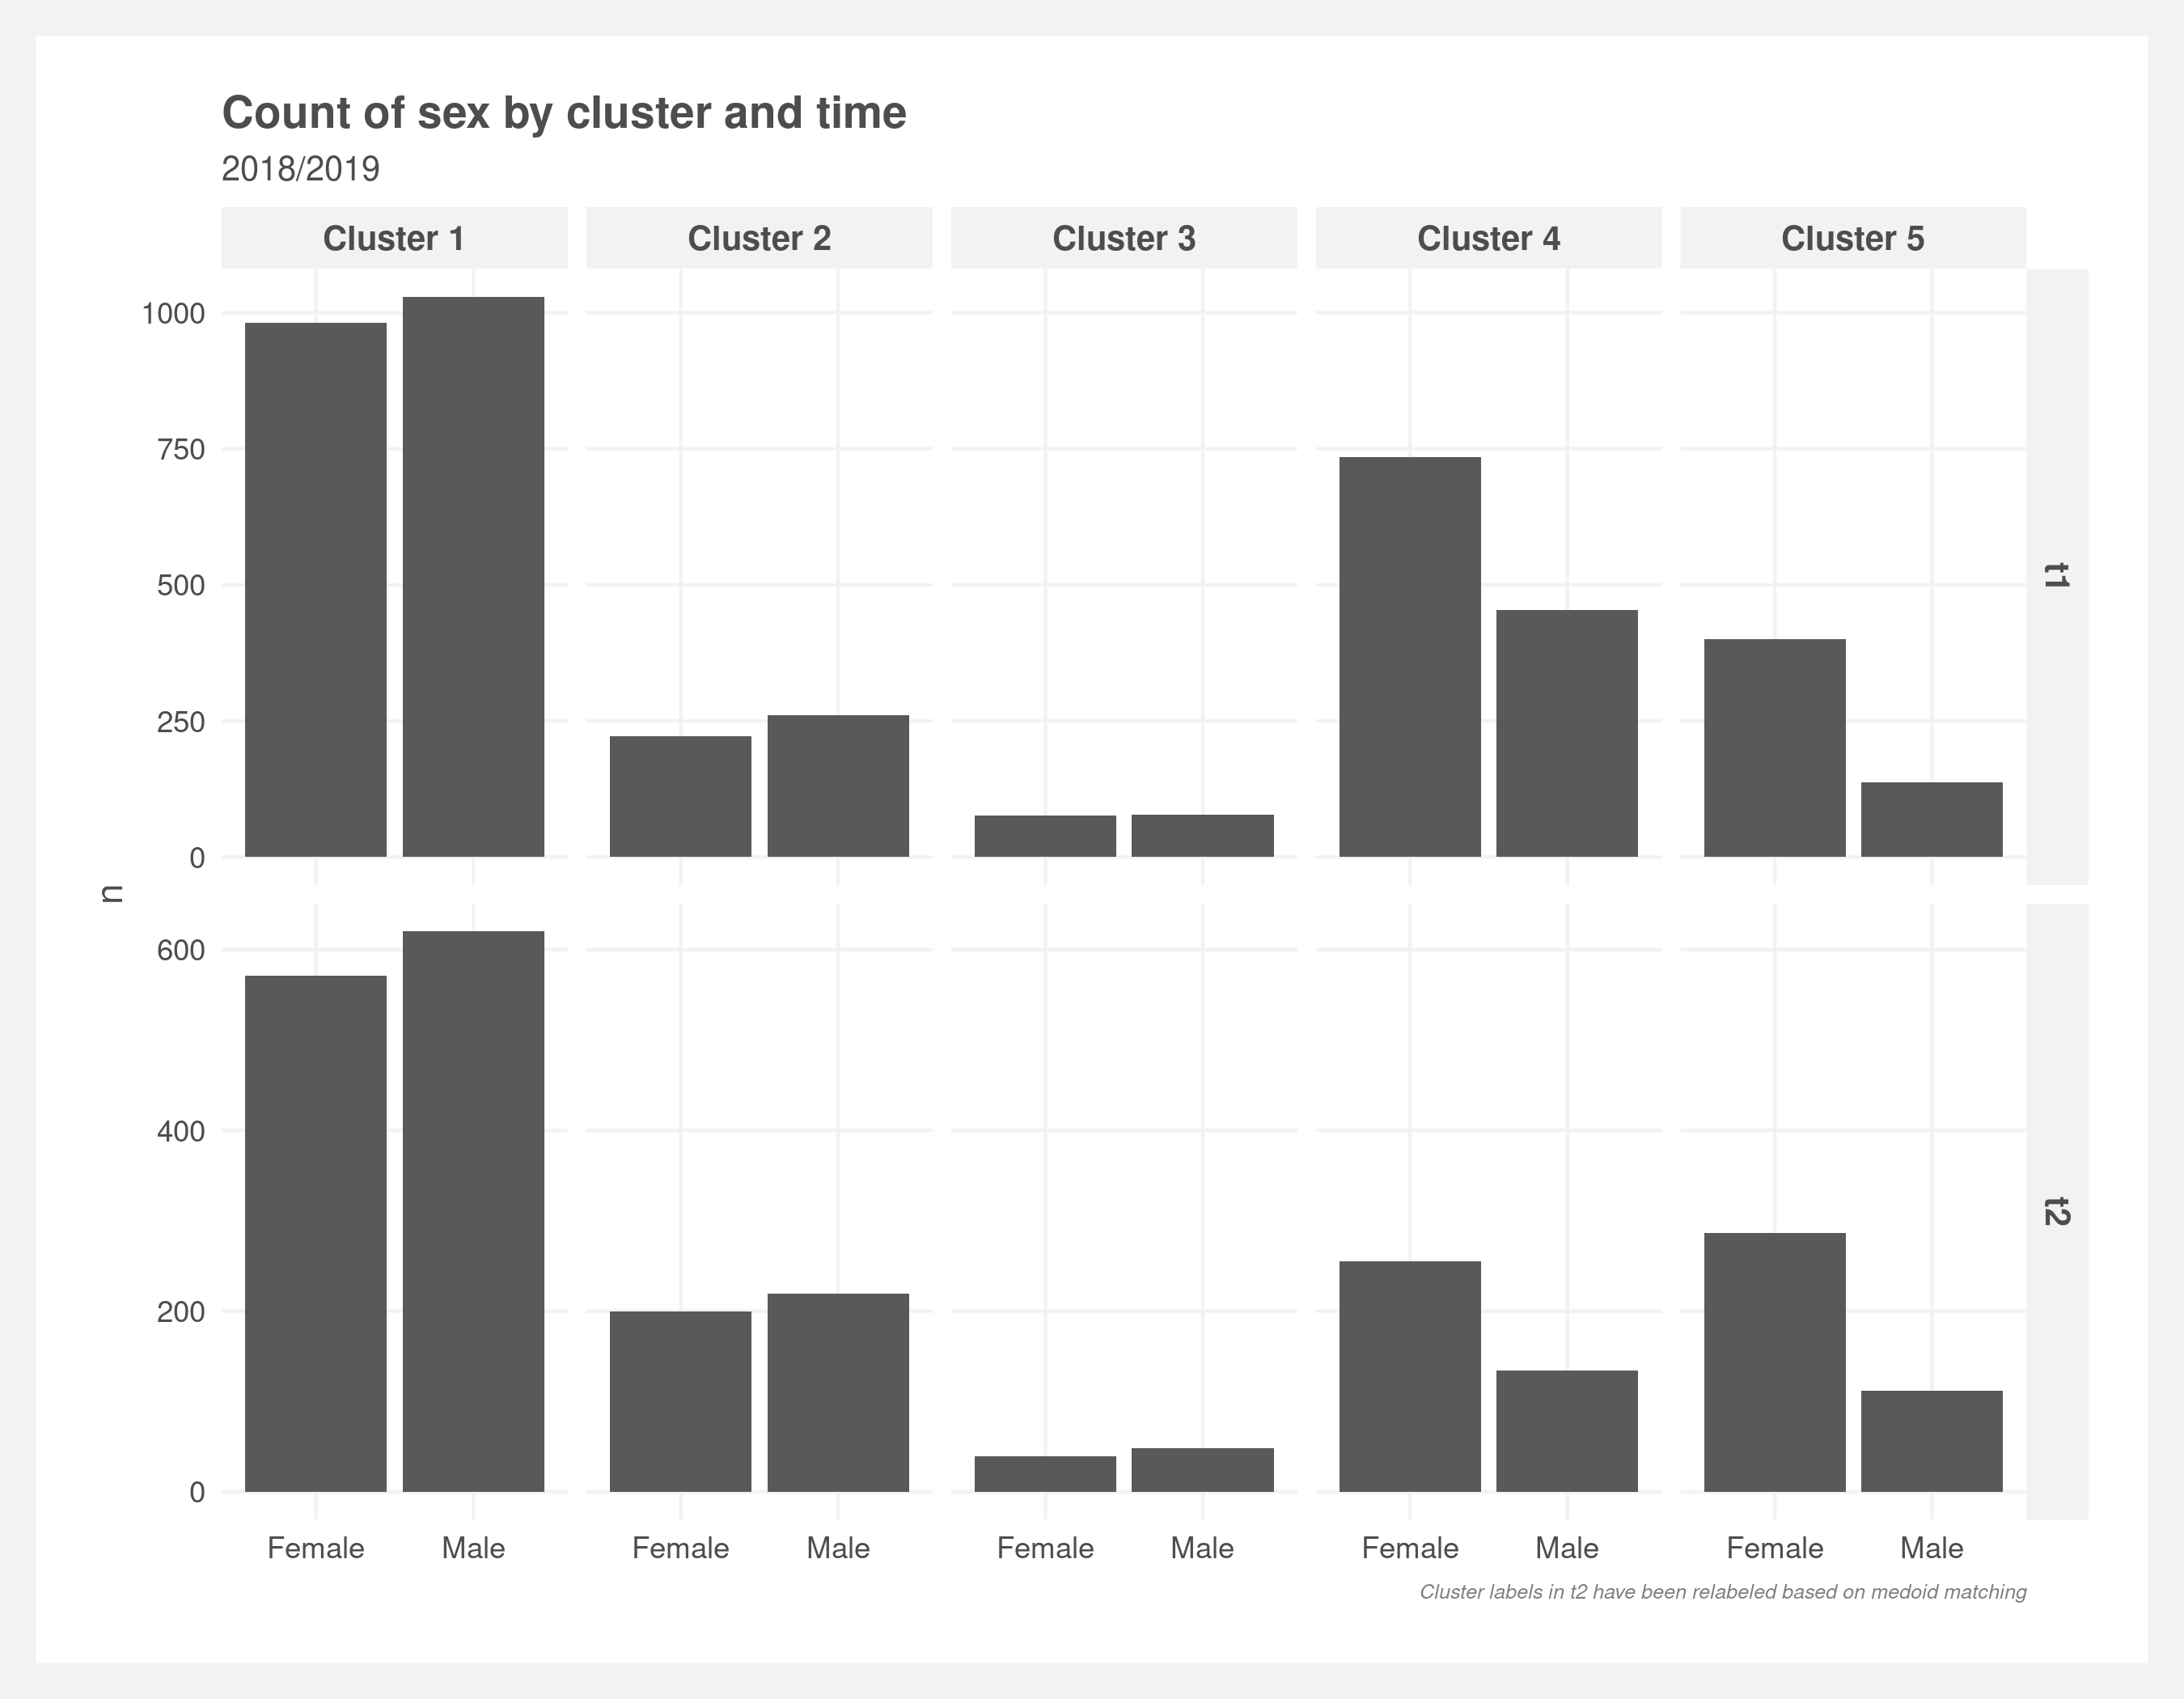 Count of sex by cluster and time
2018/2019
Cluster 1 Cluster 2 Cluster 3 Cluster 4 Cluster 5
1000
750
500
250
0
t1
n
600
400
200
0
t2
Female Male Female Male Female Male Female Male Female Male
Cluster labels in t2 have been relabeled based on medoid matching